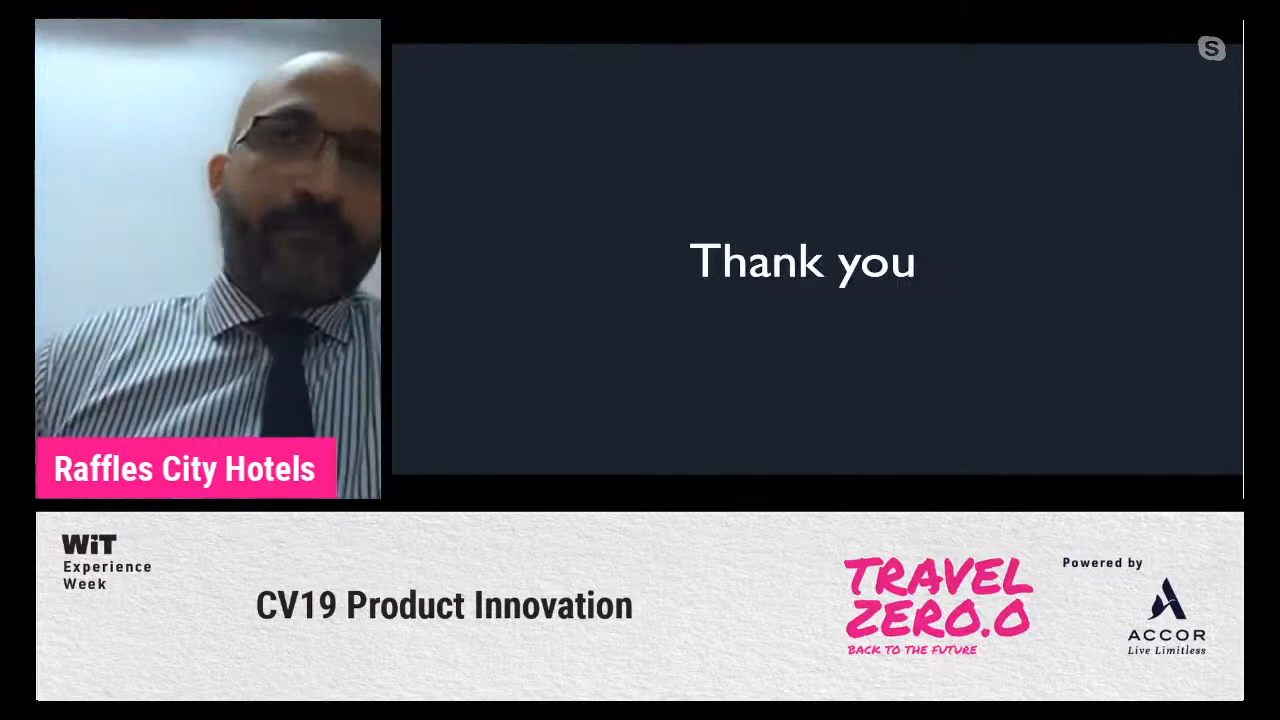 S
Thank you
Raffles City Hotels
WiT
Experience
Week
CV19 Product Innovation
TRAVEL
ZERO.O
BACK TO THE FUTURE
Powered by
ACCOR
Live Limitless